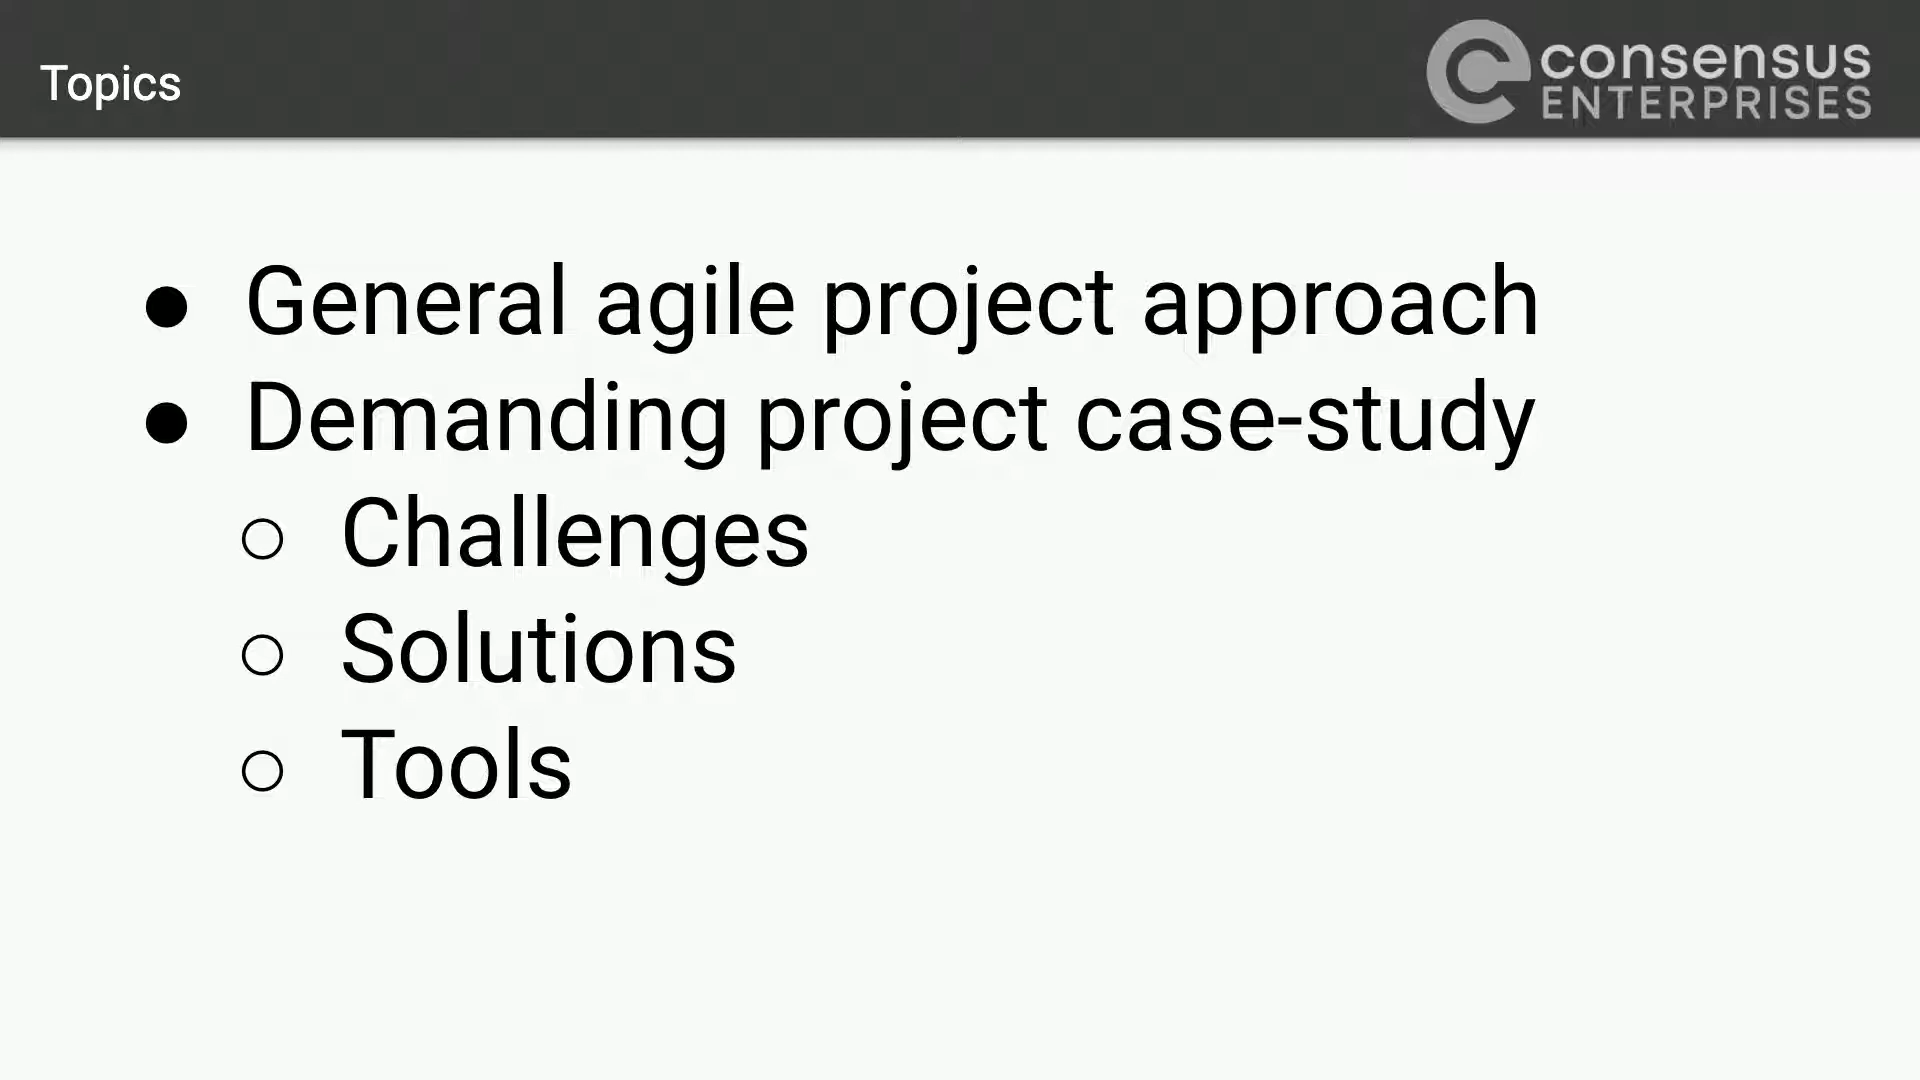 Topics
consensus
ENTERPRISES
● General agile project approach
● Demanding project case-study
○ Challenges
○ Solutions
○ Tools